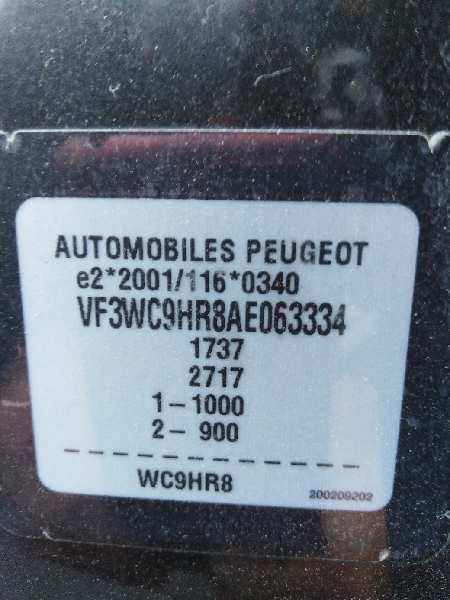 AUTOMOBILES PEUGEOT
e2*2001/116*0340
VF3WC9HR8AE063334
1737
2717
1-1000
2-900
WC9HR8
200209202